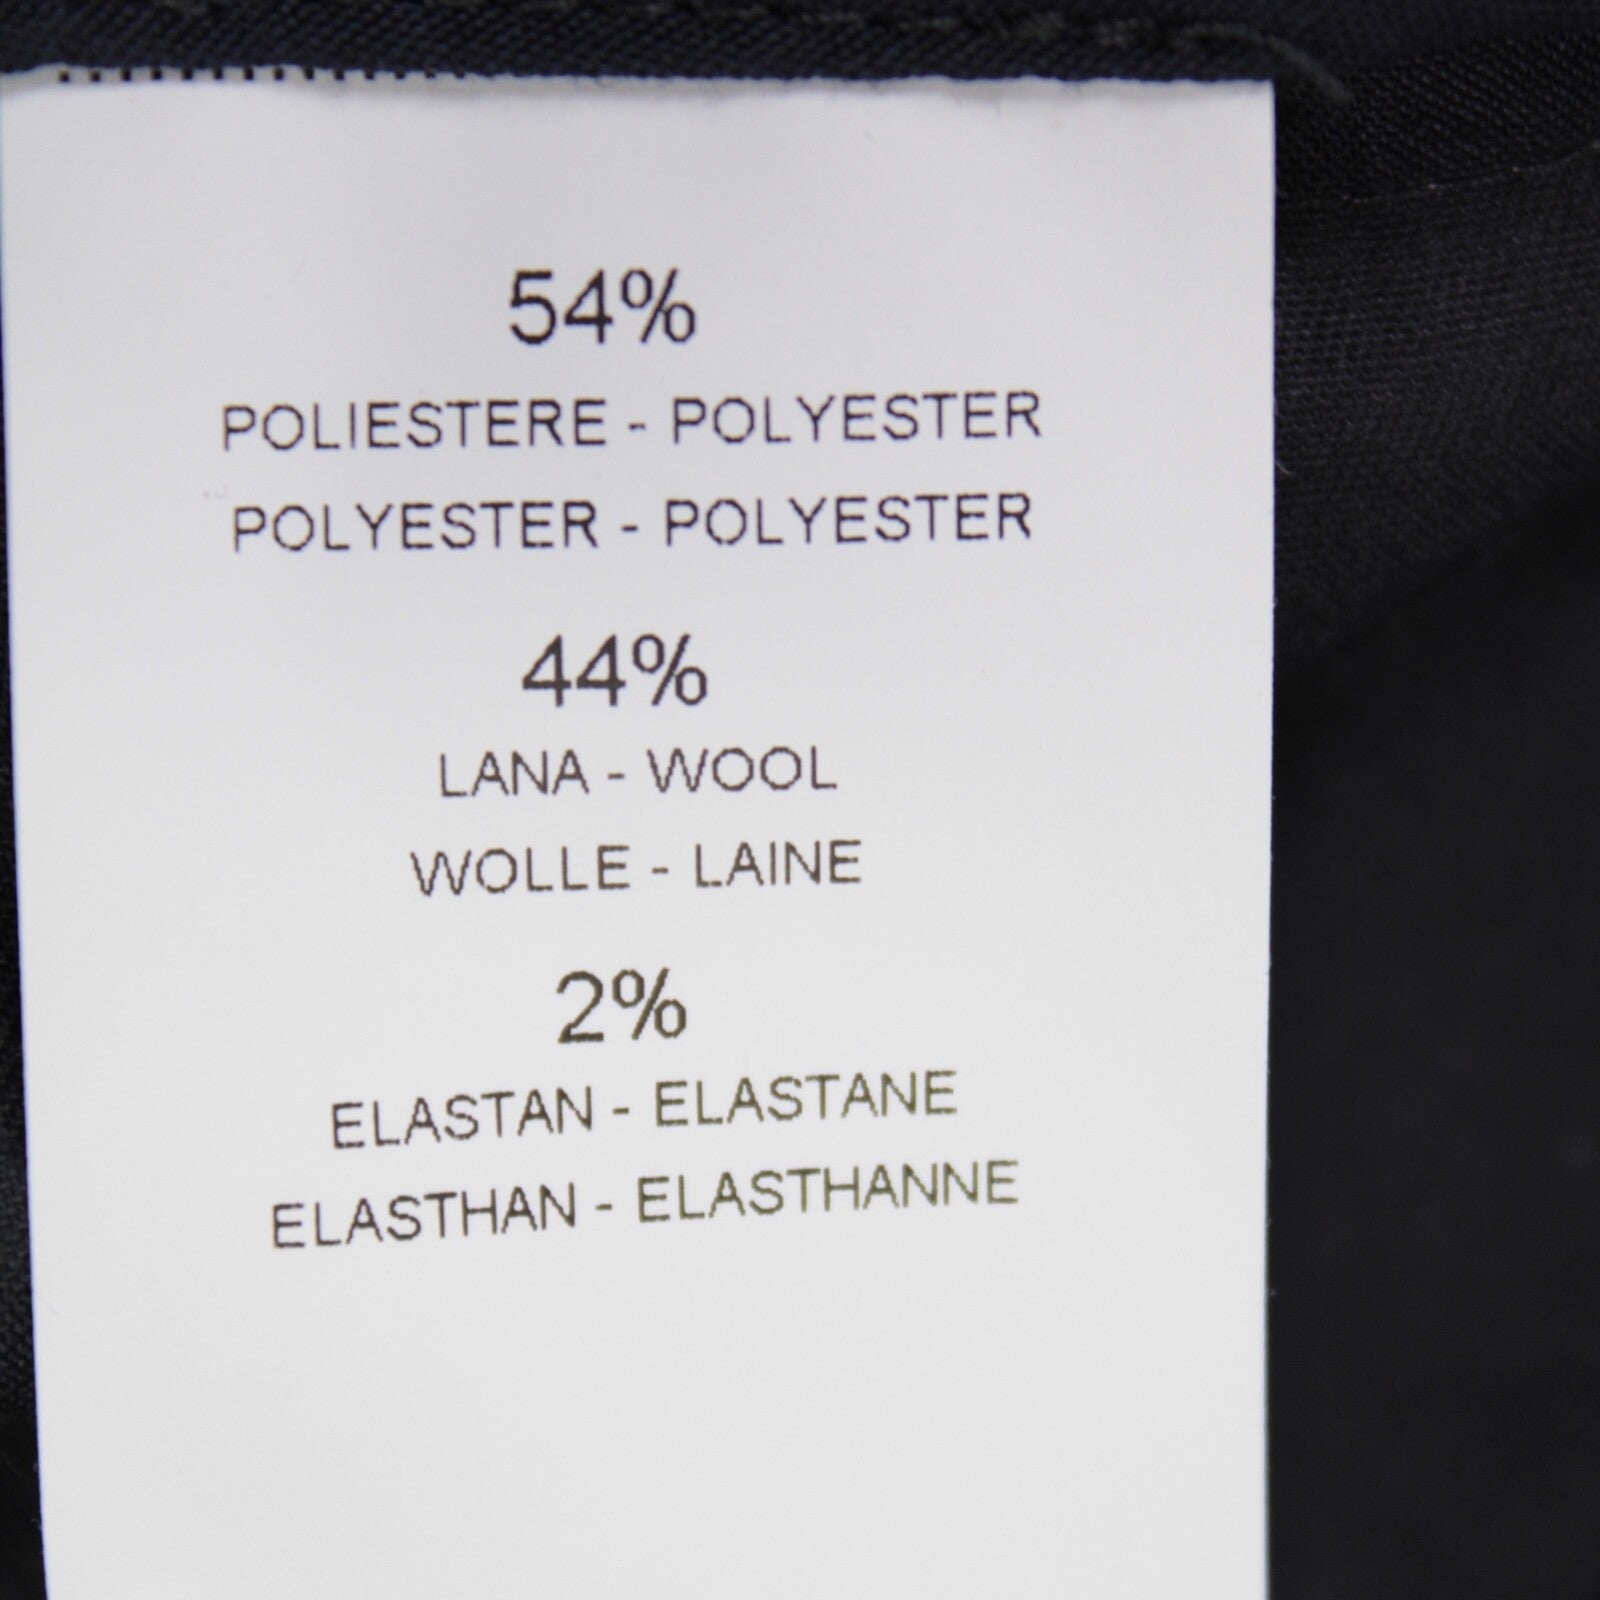 54%
POLIESTERE - POLYESTER
POLYESTER - POLYESTER
44%
LANA - WOOL
WOLLE - LAINE
2%
ELASTAN - ELASTANE
ELASTHAN - ELASTHANNE